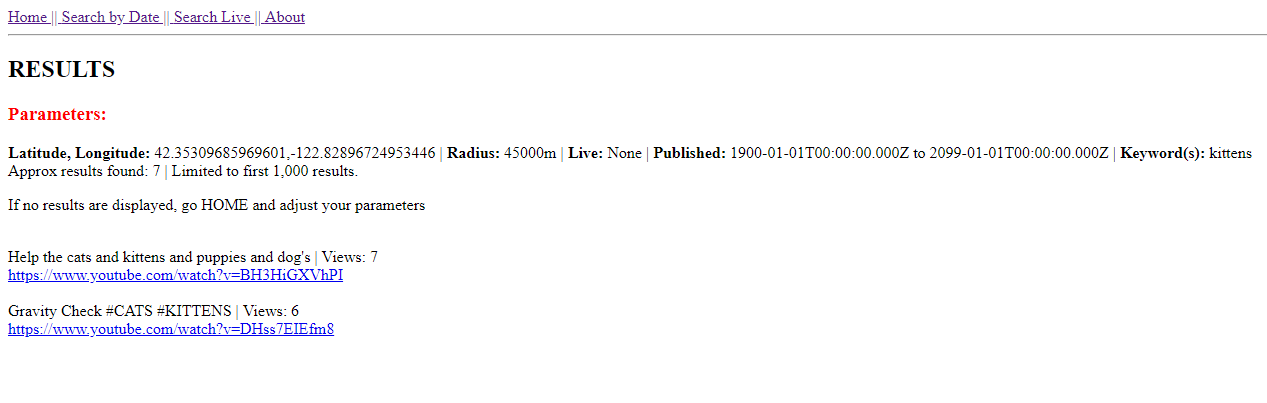 Home || Search by Date || Search Live || About
RESULTS
Parameters:
Latitude, Longitude: 42.35309685969601,-122.82896724953446 | Radius: 45000m | Live: None | Published: 1900-01-01T00:00:00.000Z to 2099-01-01T00:00:00.000Z | Keyword(s): kittens
Approx results found: 7 | Limited to first 1,000 results.
If no results are displayed, go HOME and adjust your parameters
Help the cats and kittens and puppies and dog's | Views: 7
https://www.youtube.com/watch?v=BH3HiGXVhPI
Gravity Check #CATS #KITTENS | Views: 6
https://www.youtube.com/watch?v=DHss7EIEfm8